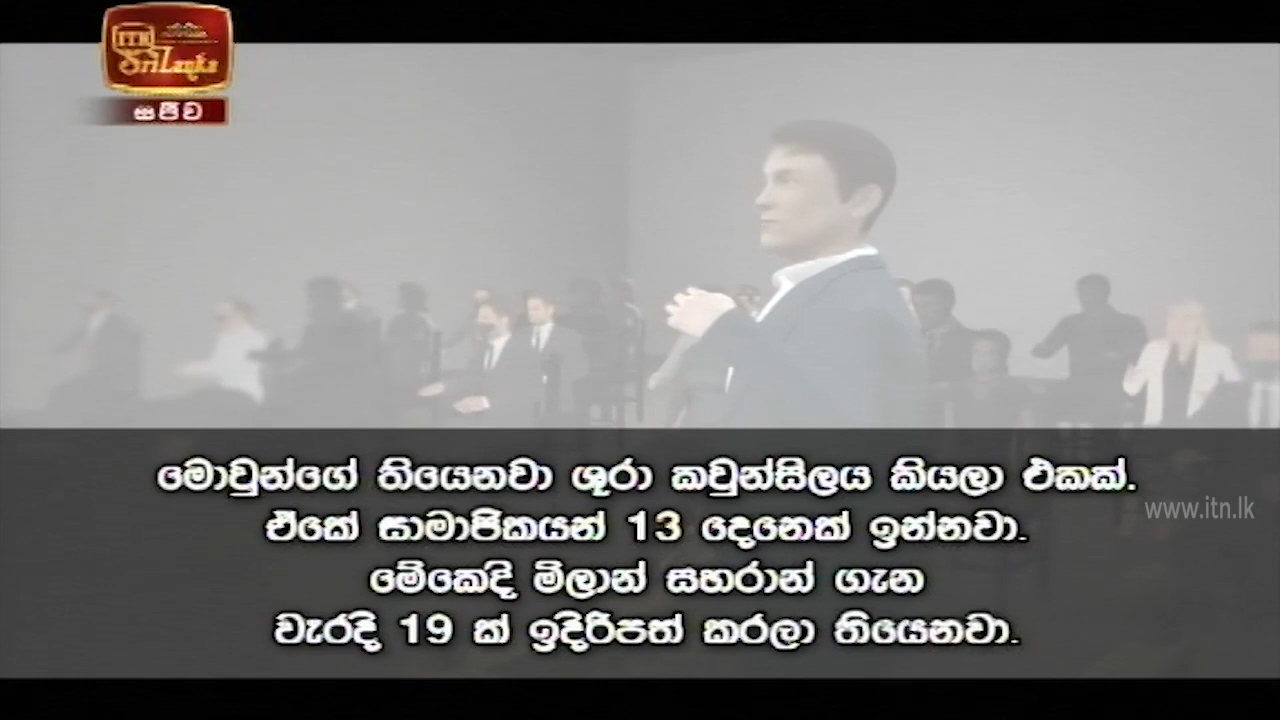 ITN
Sri Lanka
සජීව
මොවුන්ගේ තියෙනවා ශූරා කවුන්සිලය කියලා එකක්.
ඒකේ සාමාජිකයන් 13 දෙනෙක් ඉන්නවා.
www.itn.lk
මේකෙදි මිලාන් සහරාන් ගැන
වැරදි 19 ක් ඉදිරිපත් කරලා තියෙනවා.